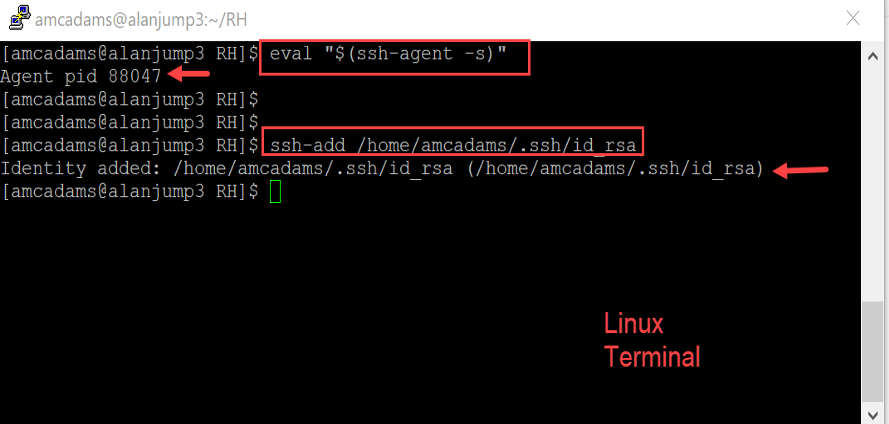 amcadams@alanjump3:~/RH
[amcadams@alanjump3 RH]$ eval "$(ssh-agent -s)"
Agent pid 88047
[amcadams@alanjump3 RH]$
[amcadams@alanjump3 RH]$
[amcadams@alanjump3 RH]$ ssh-add /home/amcadams/.ssh/id_rsa
Identity added: /home/amcadams/.ssh/id_rsa (/home/amcadams/.ssh/id_rsa)
[amcadams@alanjump3 RH]$
Linux
Terminal